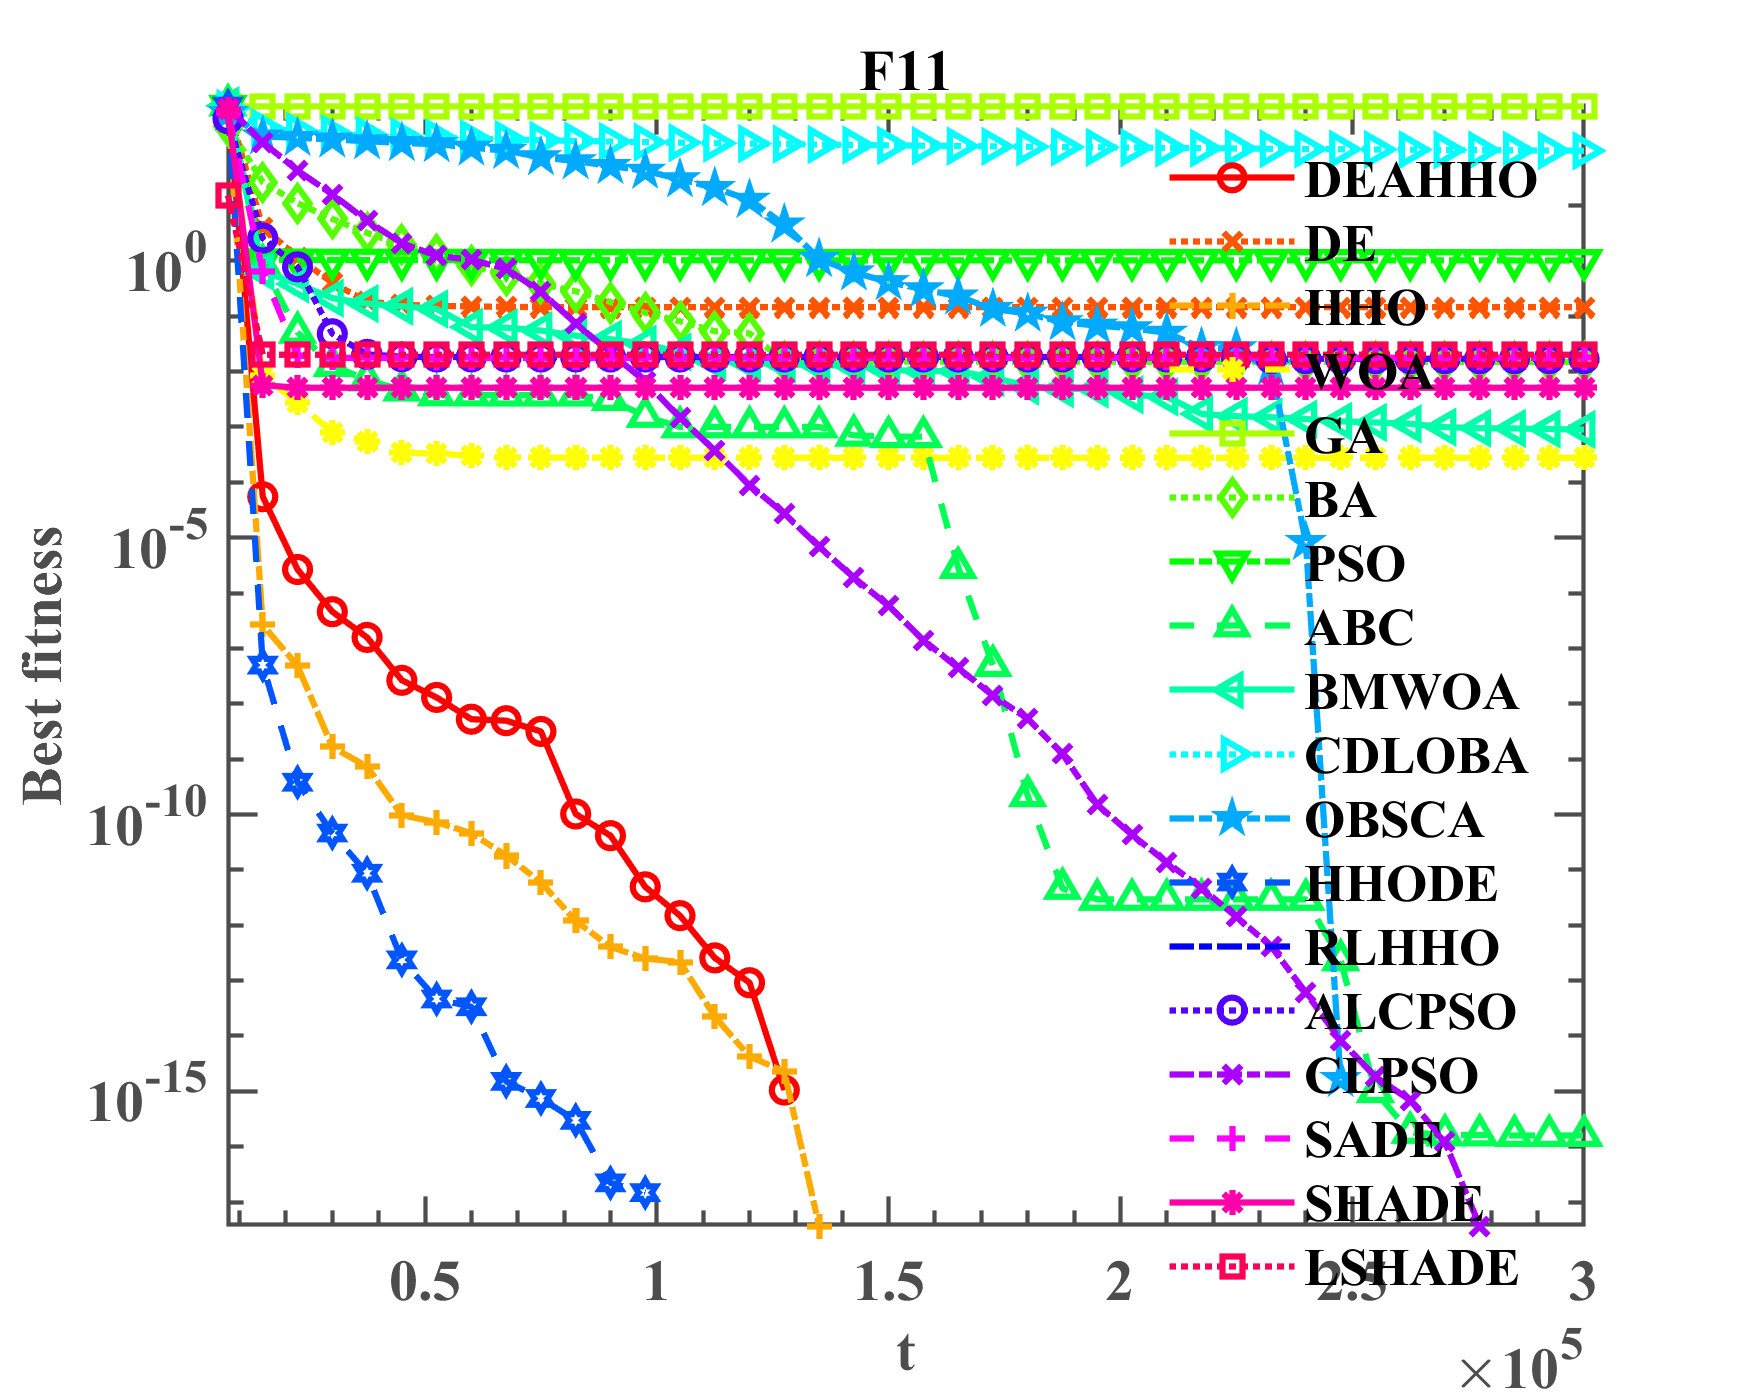 F11
10^0
10^-5
10^-10
10^-15
Best fitness
DEAHHO
DE
HHO
WOA
GA
BA
PSO
ABC
BMWOA
CDLOBA
OBSCA
HHODE
RLHHO
ALCPSO
CLPSO
SADE
SHADE
LSHADE
0.5 1 1.5 2 2.5 3
t
×10^5